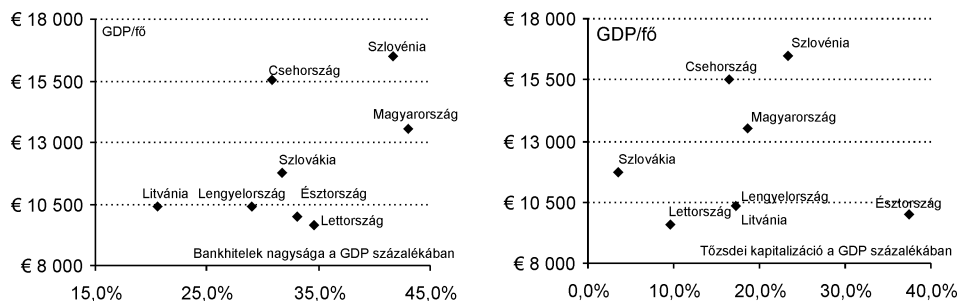 € 18 000
GDP/fő
Szlovénia
Csehország
€ 15 500
Magyarország
€ 13 000
Szlovákia
Litvánia
Lengyelország
Észtország
€ 10 500
Lettország
Bankhitelek nagysága a GDP százalékában
€ 8 000
15,0%
25,0%
35,0%
45,0%
€ 18 000
GDP/fő
Szlovénia
Csehország
€ 15 500
Magyarország
€ 13 000
Szlovákia
Lengyelország
Észtország
€ 10 500
Lettország
Litvánia
Tőzsdei kapitalizáció a GDP százalékában
€ 8 000
0,0%
10,0%
20,0%
30,0%
40,0%